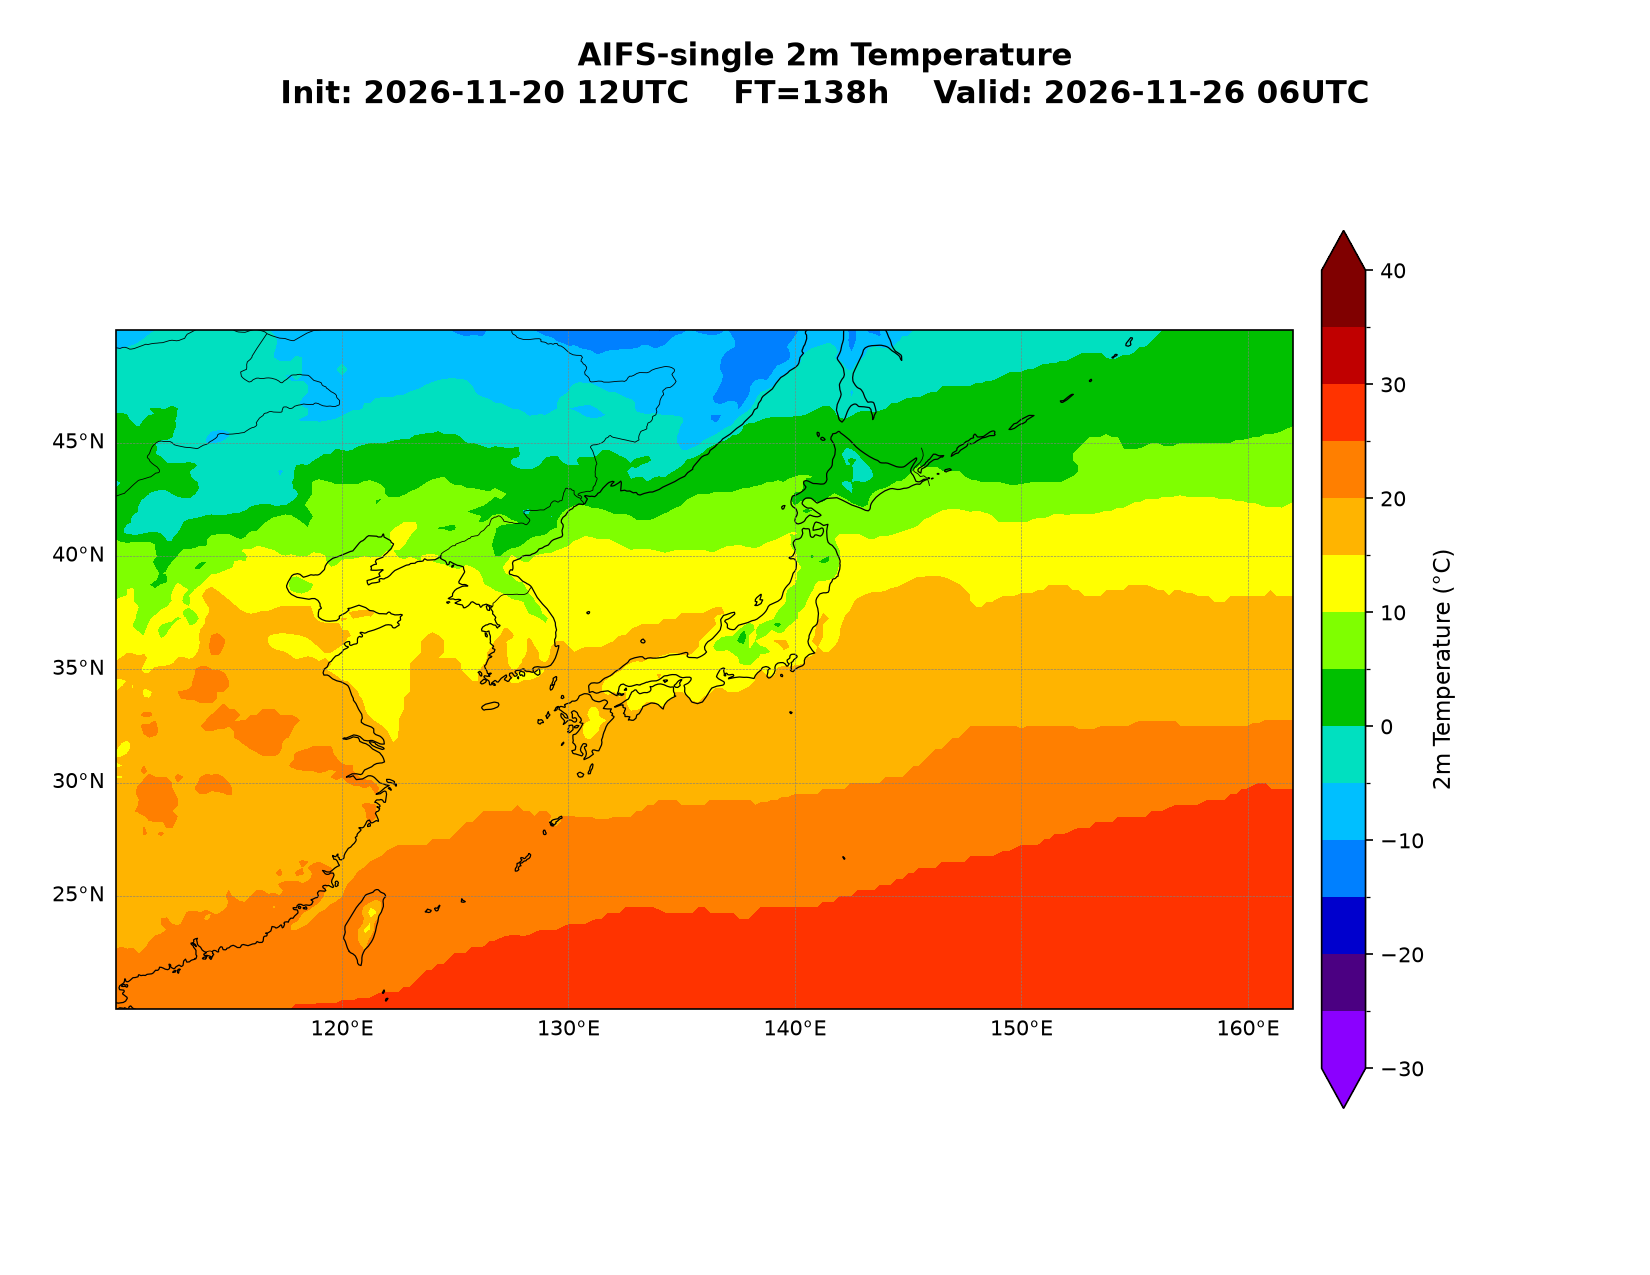 AIFS-single 2m Temperature
Init: 2026-11-20 12UTC    FT=138h    Valid: 2026-11-26 06UTC
45°N
40°N
35°N
30°N
25°N
120°E
130°E
140°E
150°E
160°E
40
30
20
10
0
−10
−20
−30
2m Temperature (°C)